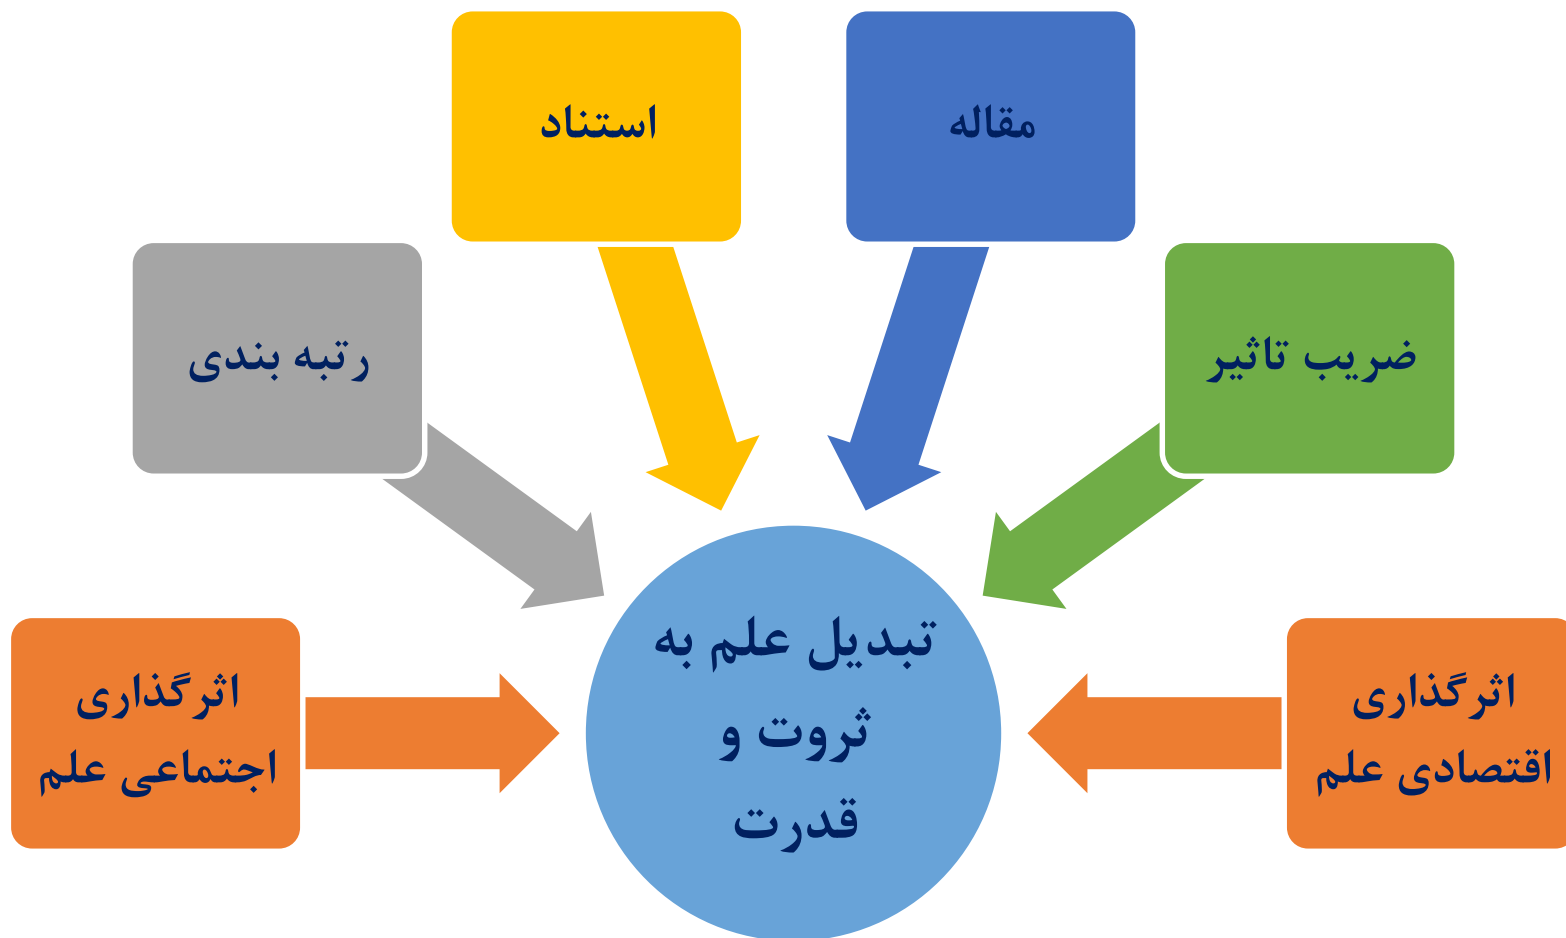 مقاله
استناد
ضریب تاثیر
رتبه بندی
اثرگذاری
اقتصادی علم
تبدیل علم به
ثروت و
قدرت
اثرگذاری
اجتماعی علم